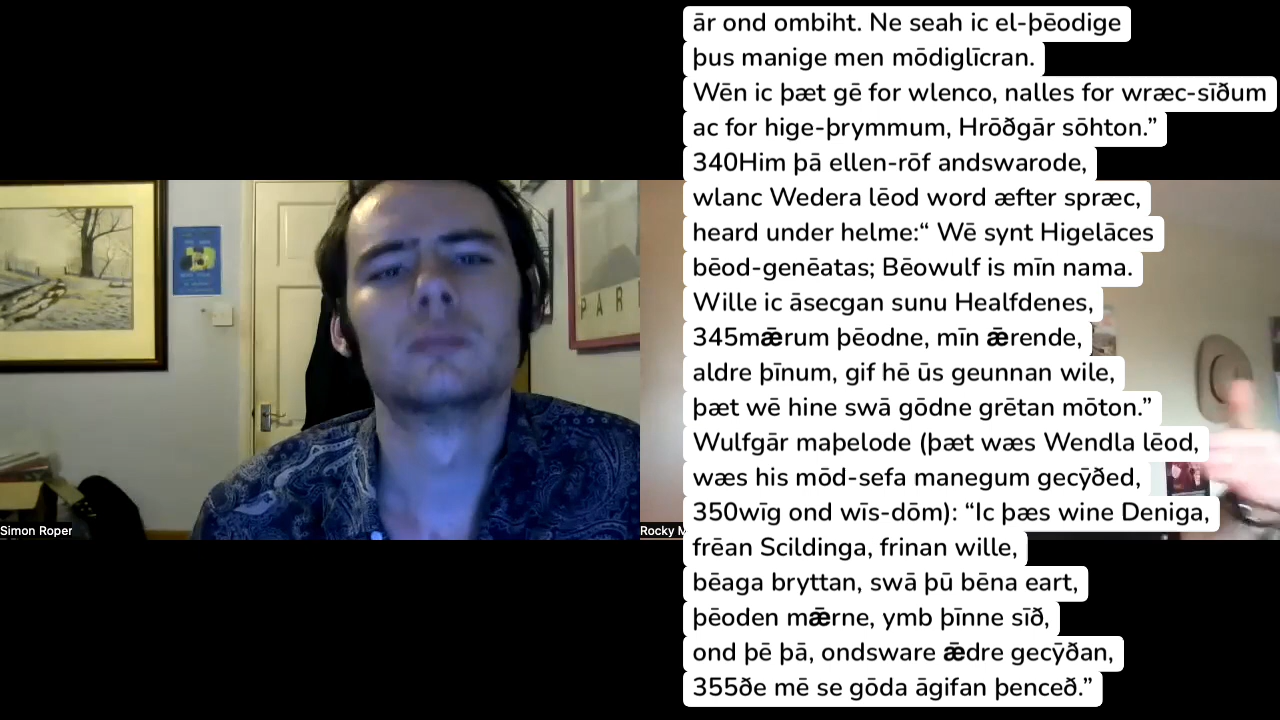 ār ond ombiht. Ne seah ic el-þēodige
þus manige men mōdiglīcran.
Wēn ic þæt gē for wlenco, nalles for wræc-sīðum
ac for hige-þrymmum, Hrōðgār sōhton.”
340Him þā ellen-rōf andswarode,
wlanc Wedera lēod word æfter spræc,
heard under helme:“ Wē synt Higelāces
bēod-genēatas; Bēowulf is mīn nama.
Wille ic āsecgan sunu Healfdenes,
345mǣrum þēodne, mīn ǣrende,
aldre þīnum, gif hē ūs geunnan wile,
þæt wē hine swā gōdne grētan mōton.”
Wulfgār maþelode (þæt wæs Wendla lēod,
wæs his mōd-sefa manegum gecȳðed,
350wīg ond wīs-dōm): “Ic þæs wine Deniga,
frēan Scildinga, frinan wille,
bēaga bryttan, swā þū bēna eart,
þēoden mǣrne, ymb þīnne sīð,
ond þē þā, ondsware ǣdre gecȳðan,
355ðe mē se gōda āgifan þenceð.”
PARI
Simon Roper
Rocky M